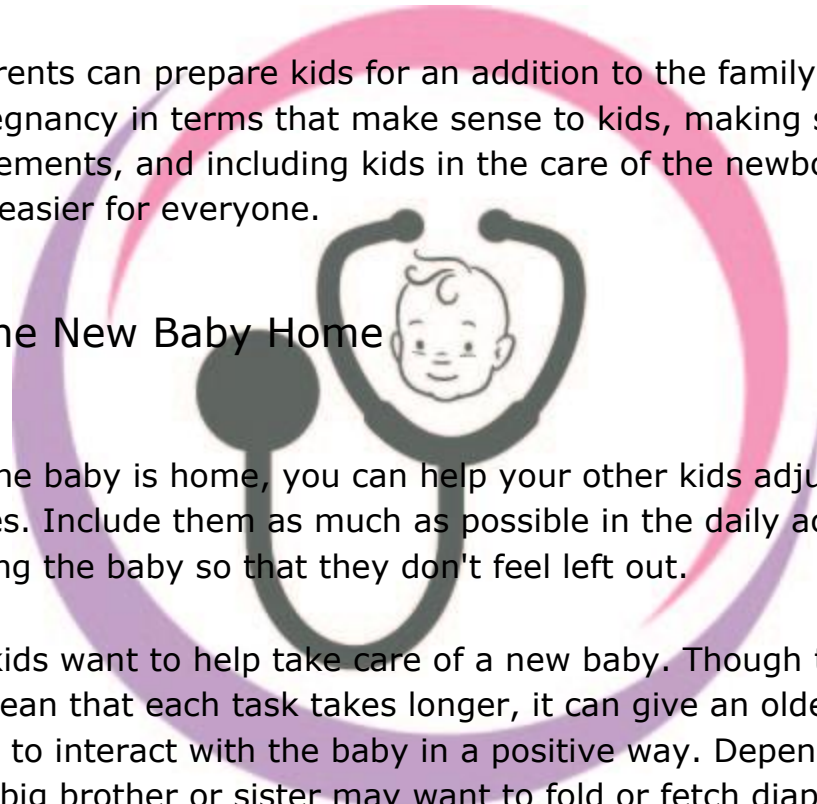 rents can prepare kids for an addition to the family
egnancy in terms that make sense to kids, making s
ements, and including kids in the care of the newbo
easier for everyone.
ne New Baby Home
ne baby is home, you can help your other kids adju
es. Include them as much as possible in the daily ac
ng the baby so that they don't feel left out.
kids want to help take care of a new baby. Though t
ean that each task takes longer, it can give an olde
to interact with the baby in a positive way. Depen
big brother or sister may want to fold or fetch diap